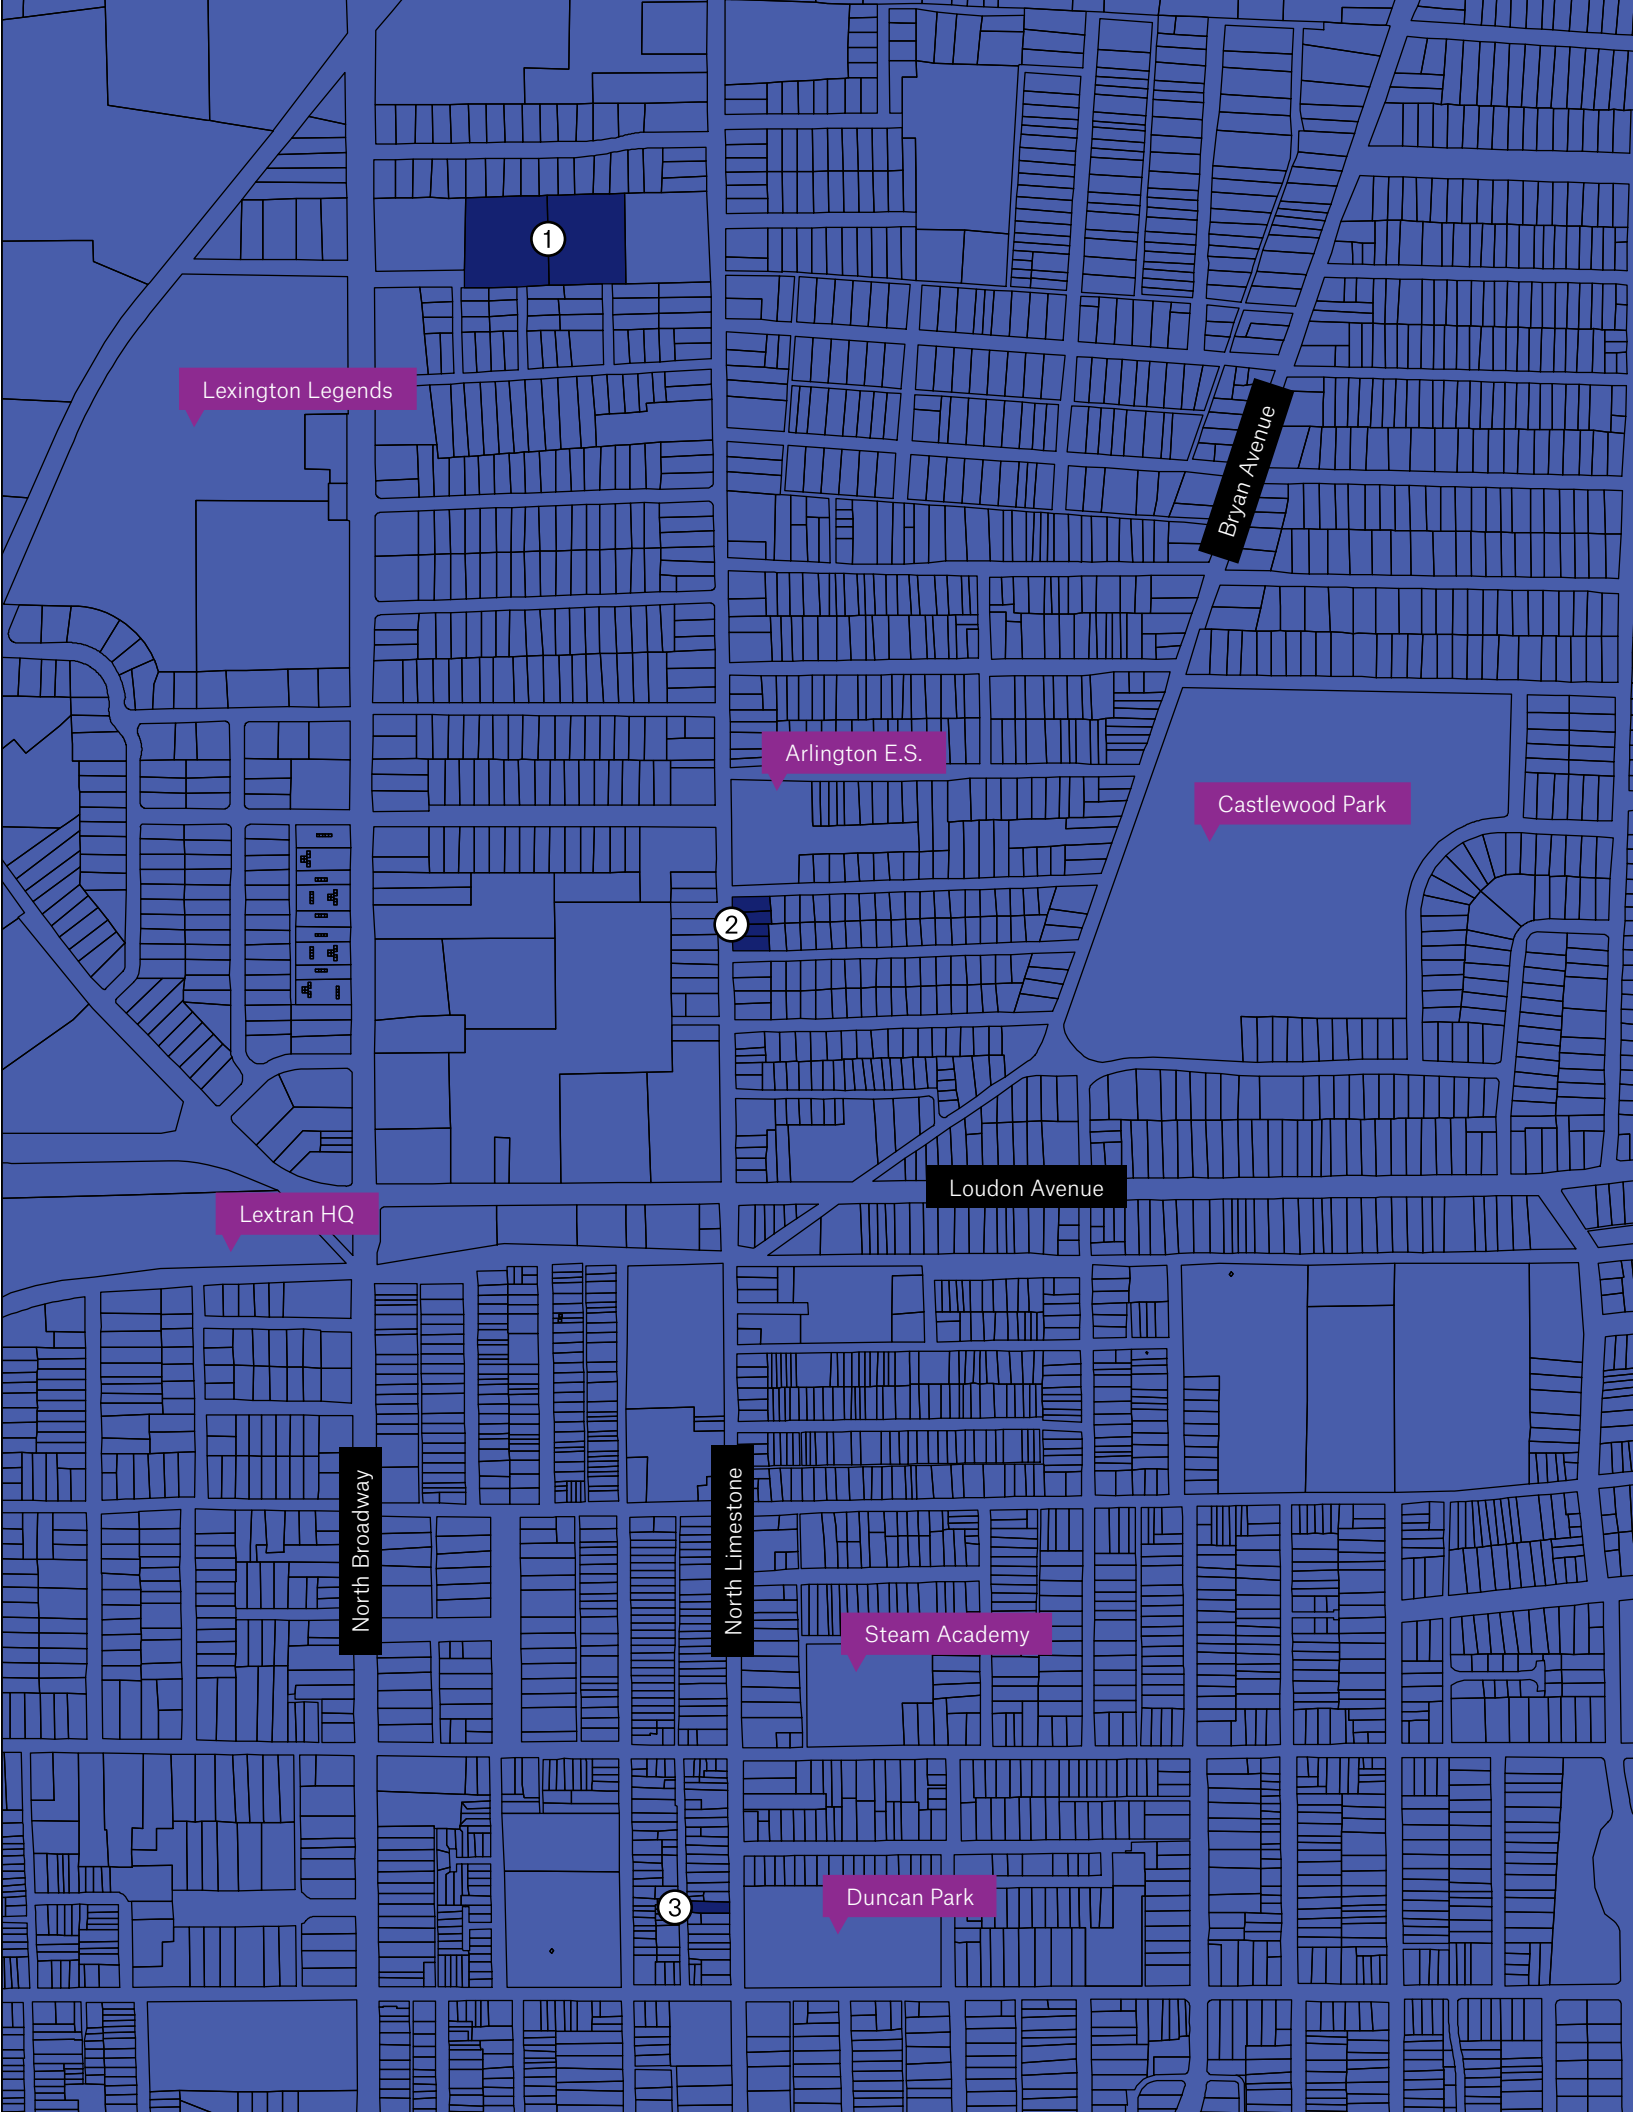 1
Lexington Legends
Bryan Avenue
Arlington E.S.
Castlewood Park
2
Loudon Avenue
Lextran HQ
North Broadway
North Limestone
Steam Academy
Duncan Park
3